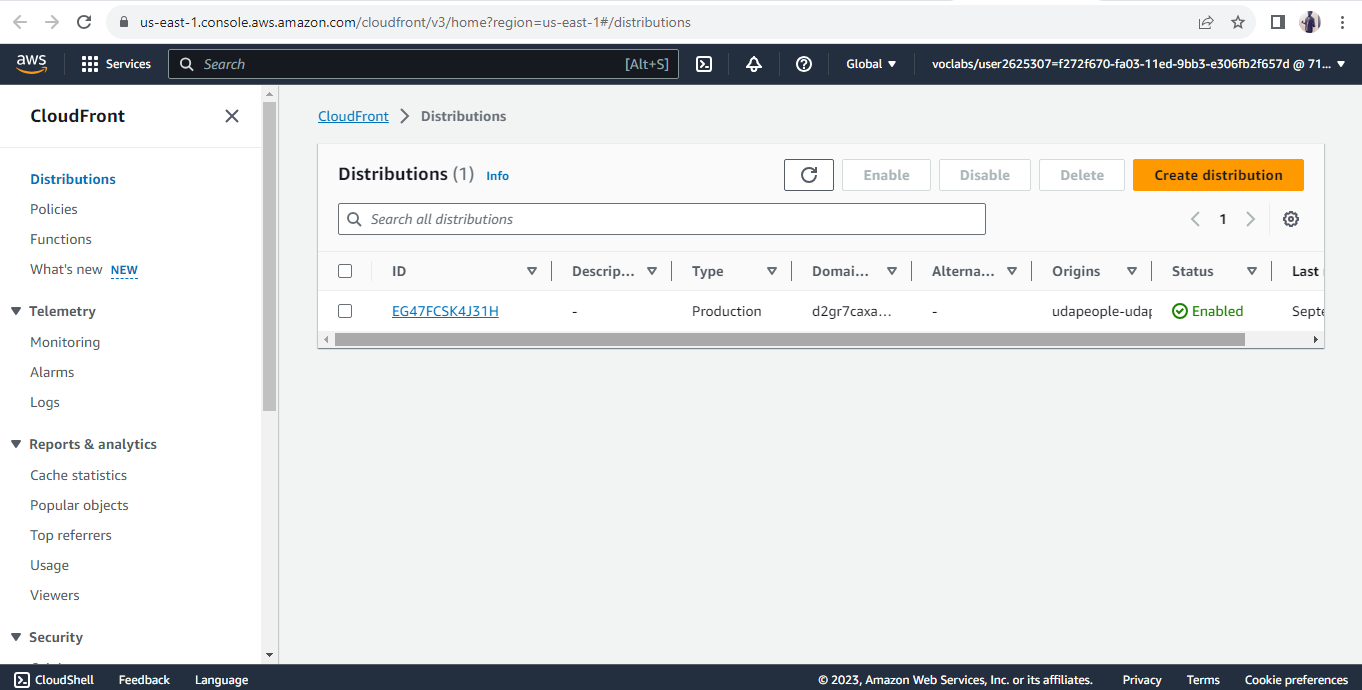 us-east-1.console.aws.amazon.com/cloudfront/v3/home?region=us-east-1#/distributions
aws Services Search [Alt+S] Global voclabs/user2625307=f272f670-fa03-11ed-9bb3-e306fb2f657d @ 71...
CloudFront
Distributions
Policies
Functions
What's new NEW
Telemetry
Monitoring
Alarms
Logs
Reports & analytics
Cache statistics
Popular objects
Top referrers
Usage
Viewers
Security
CloudFront > Distributions
Distributions (1) Info Enable Disable Delete Create distribution
Search all distributions 1
ID Descrip... Type Domai... Alterna... Origins Status Last
EG47FCSK4J31H - Production d2gr7caxa... - udapeople-udap Enabled Septe
CloudShell Feedback Language © 2023, Amazon Web Services, Inc. or its affiliates. Privacy Terms Cookie preferences